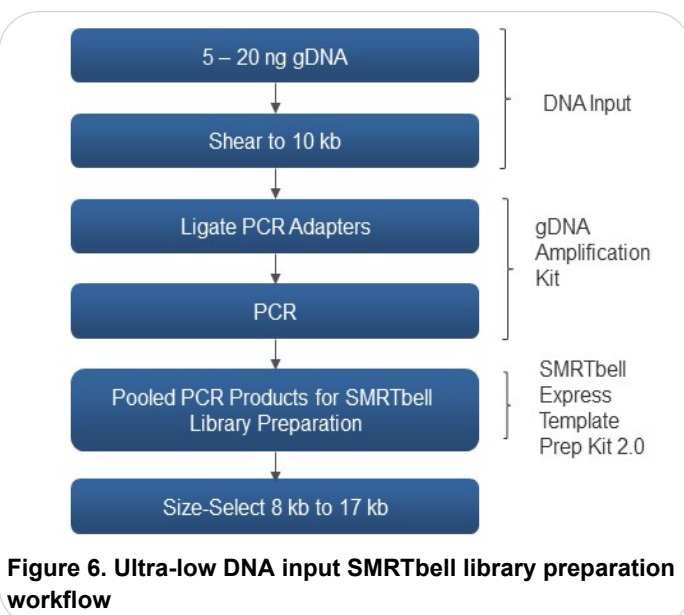 5 – 20 ng gDNA
Shear to 10 kb
DNA Input
Ligate PCR Adapters
PCR
gDNA
Amplification
Kit
Pooled PCR Products for SMRTbell
Library Preparation
SMRTbell
Express
Template
Prep Kit 2.0
Size-Select 8 kb to 17 kb
Figure 6. Ultra-low DNA input SMRTbell library preparation
workflow